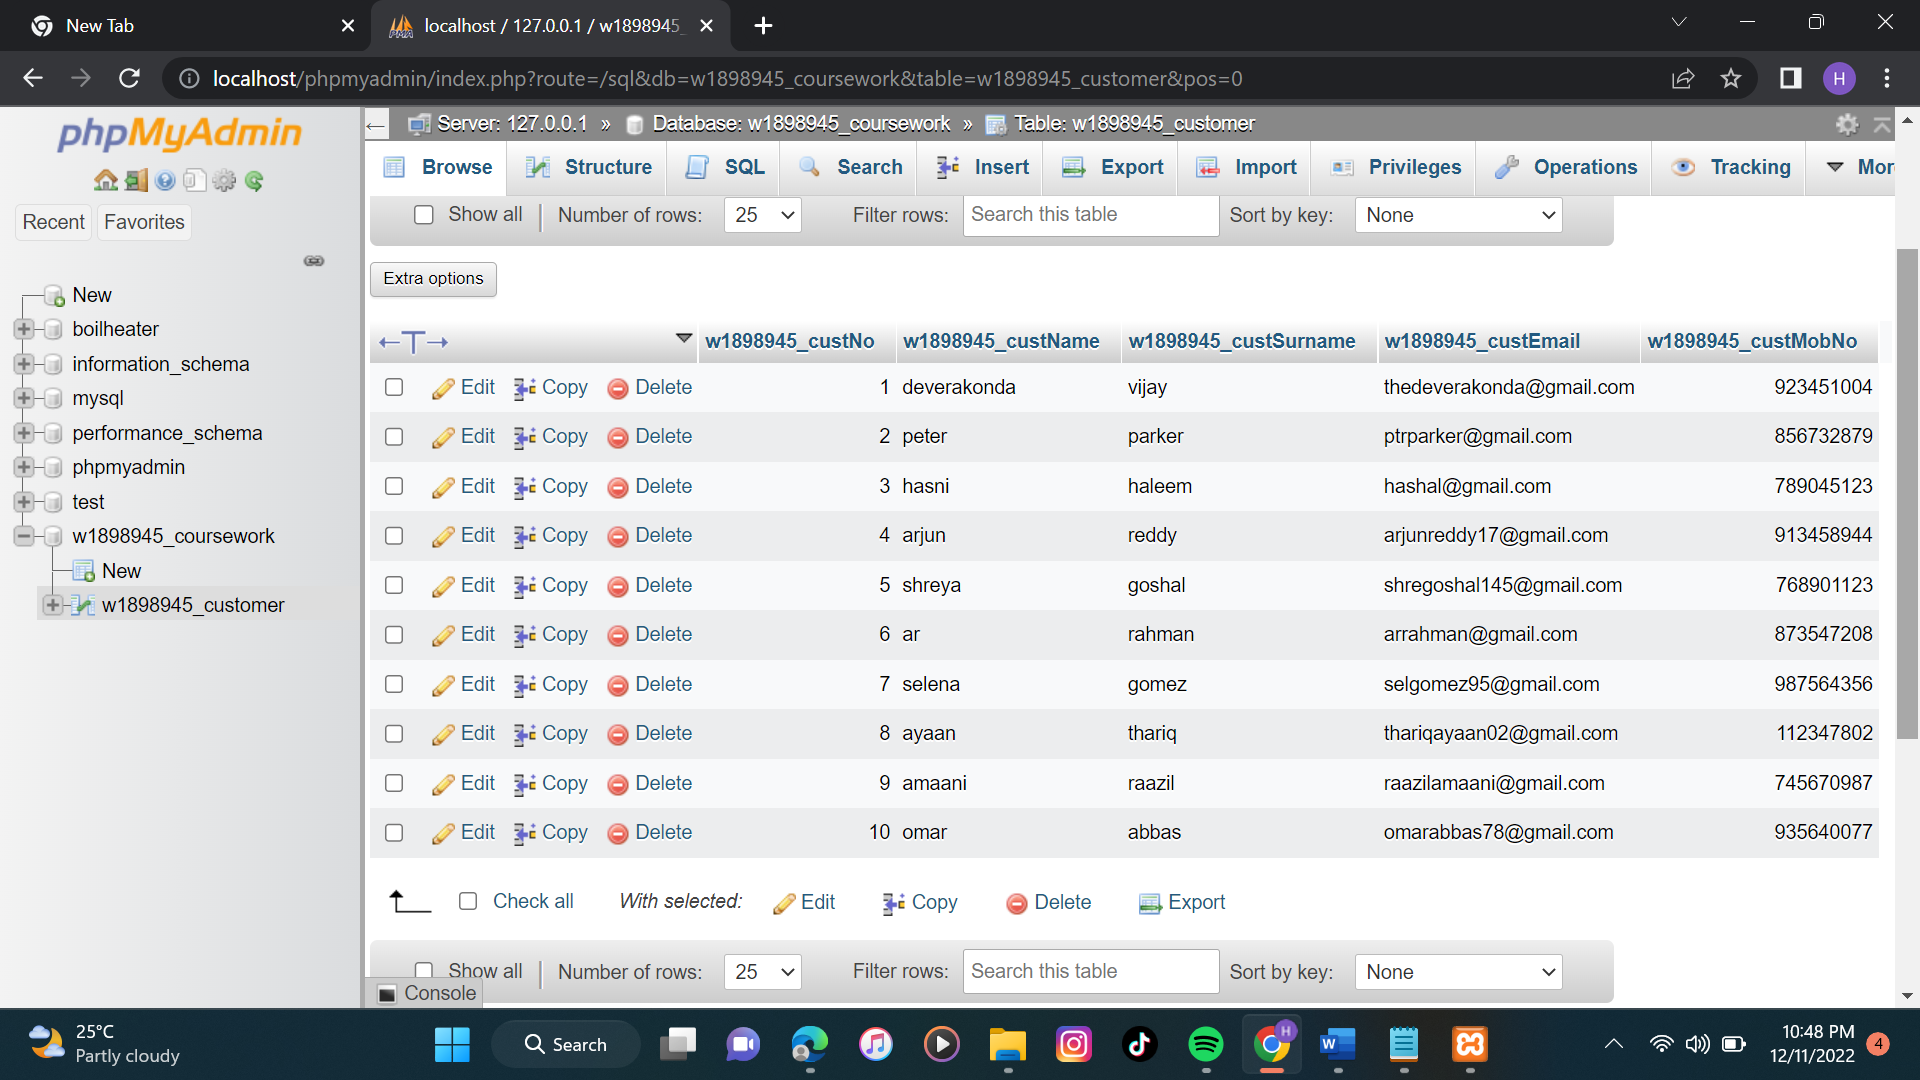 New Tab
localhost / 127.0.0.1 / w1898945_
localhost/phpmyadmin/index.php?route=/sql&db=w1898945_coursework&table=w1898945_customer&pos=0
H
phpMyAdmin
Recent Favorites
New
boilheater
information_schema
mysql
performance_schema
phpmyadmin
test
w1898945_coursework
New
w1898945_customer
Server: 127.0.0.1 » Database: w1898945_coursework » Table: w1898945_customer
Browse Structure SQL Search Insert Export Import Privileges Operations Tracking Mor
Show all Number of rows: 25 Filter rows: Search this table Sort by key: None
Extra options
w1898945_custNo w1898945_custName w1898945_custSurname w1898945_custEmail w1898945_custMobNo
Edit Copy Delete 1 deverakonda vijay thedeverakonda@gmail.com 923451004
Edit Copy Delete 2 peter parker ptrparker@gmail.com 856732879
Edit Copy Delete 3 hasni haleem hashal@gmail.com 789045123
Edit Copy Delete 4 arjun reddy arjunreddy17@gmail.com 913458944
Edit Copy Delete 5 shreya goshal shregoshal145@gmail.com 768901123
Edit Copy Delete 6 ar rahman arrahman@gmail.com 873547208
Edit Copy Delete 7 selena gomez selgomez95@gmail.com 987564356
Edit Copy Delete 8 ayaan thariq thariqayaan02@gmail.com 112347802
Edit Copy Delete 9 amaani raazil raazilamaani@gmail.com 745670987
Edit Copy Delete 10 omar abbas omarabbas78@gmail.com 935640077
Check all With selected: Edit Copy Delete Export
Show all Number of rows: 25 Filter rows: Search this table Sort by key: None
Console
25°C
Partly cloudy
Search
H
10:48 PM
12/11/2022
4